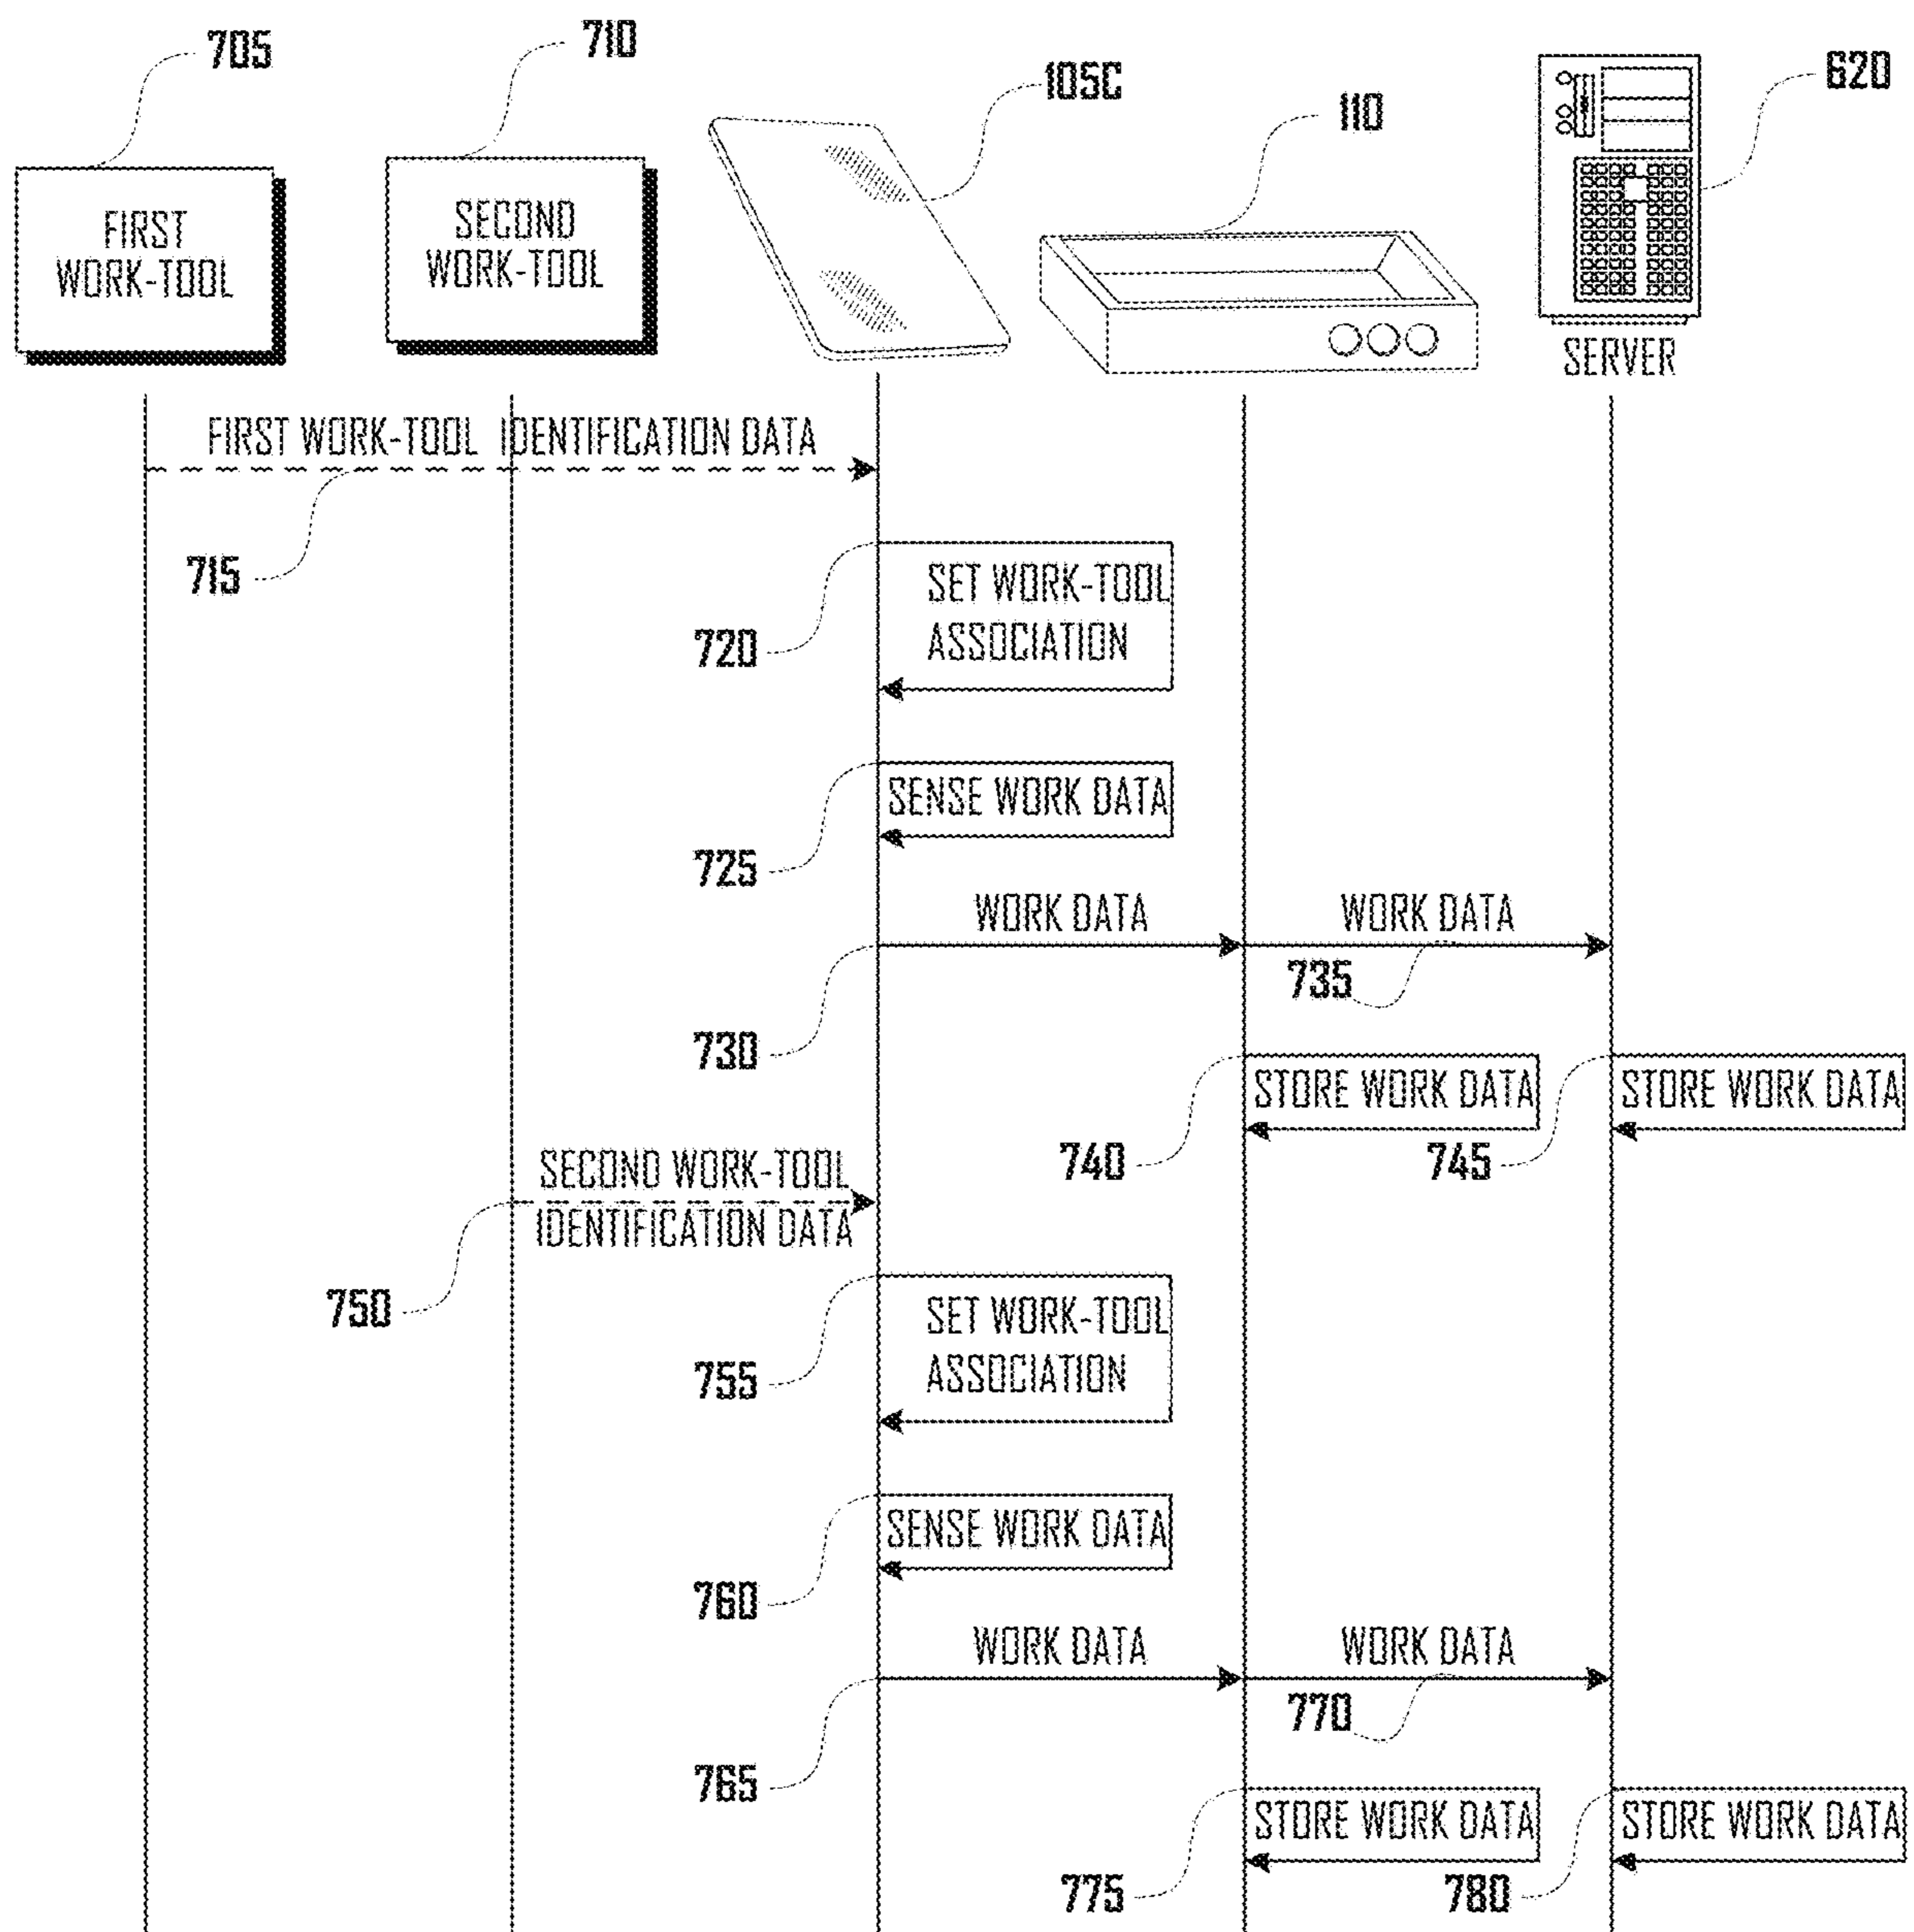 705
710
105C
110
620
FIRST
WORK-TOOL
SECOND
WORK-TOOL
SERVER
FIRST WORK-TOOL IDENTIFICATION DATA
715
SET WORK-TOOL
ASSOCIATION
720
SENSE WORK DATA
725
WORK DATA
WORK DATA
735
730
STORE WORK DATA
STORE WORK DATA
740
745
SECOND WORK-TOOL
IDENTIFICATION DATA
750
SET WORK-TOOL
ASSOCIATION
755
SENSE WORK DATA
760
WORK DATA
WORK DATA
770
765
STORE WORK DATA
STORE WORK DATA
775
780